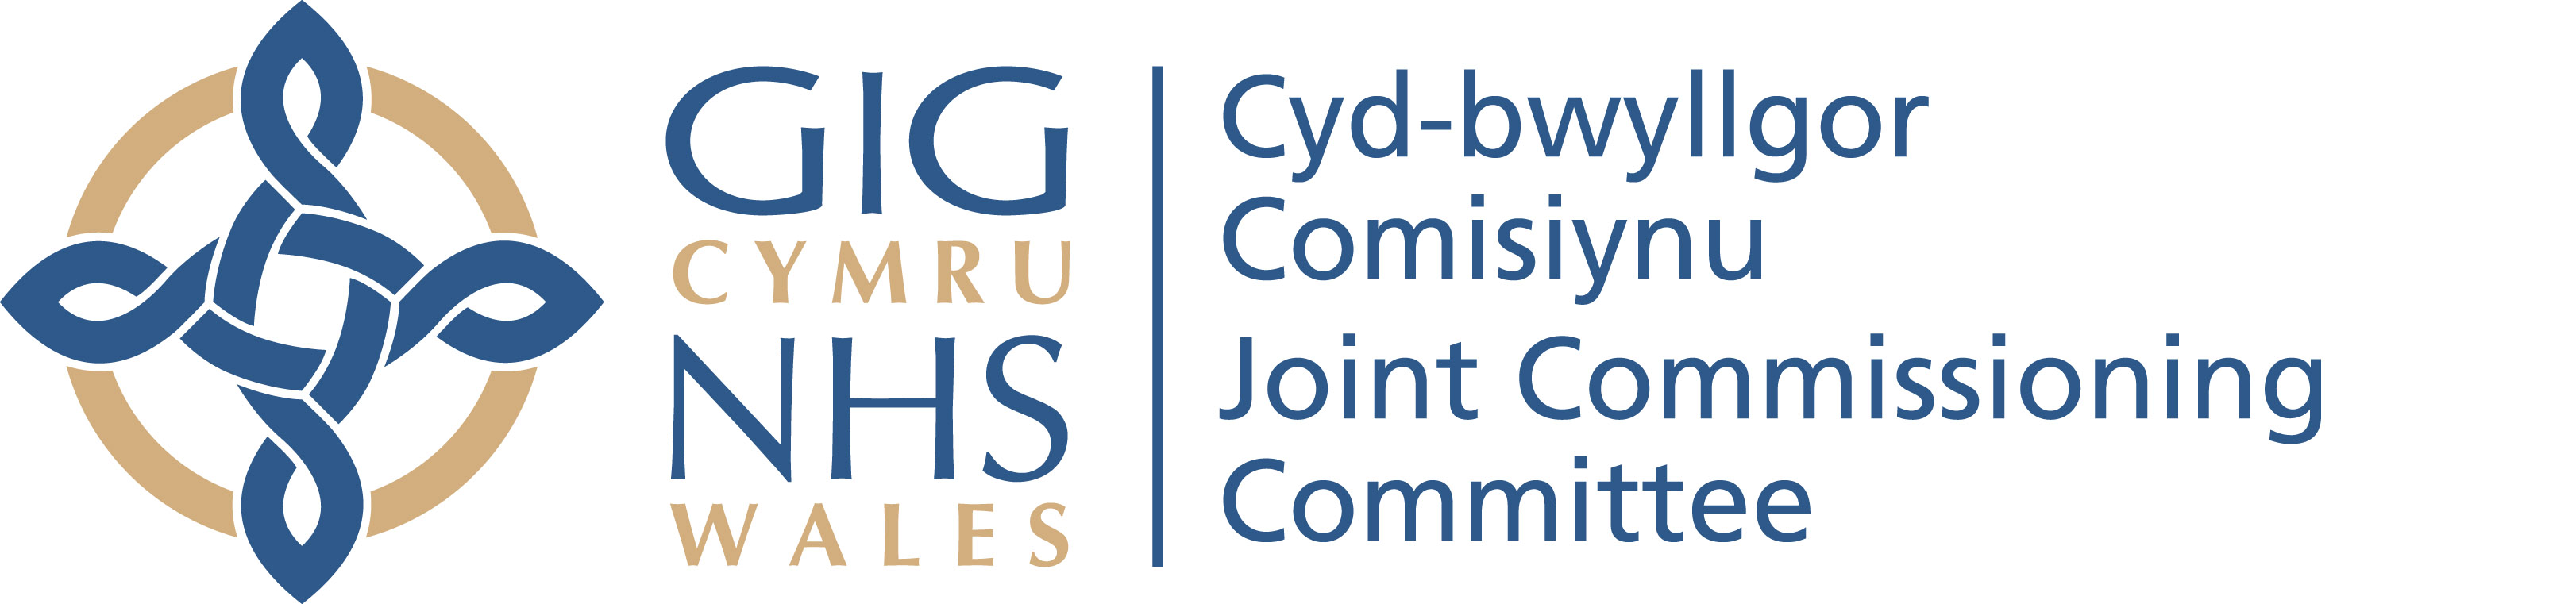 GIG
CYMRU
NHS
WALES
Cyd-bwyllgor
Comisiynu
Joint Commissioning
Committee